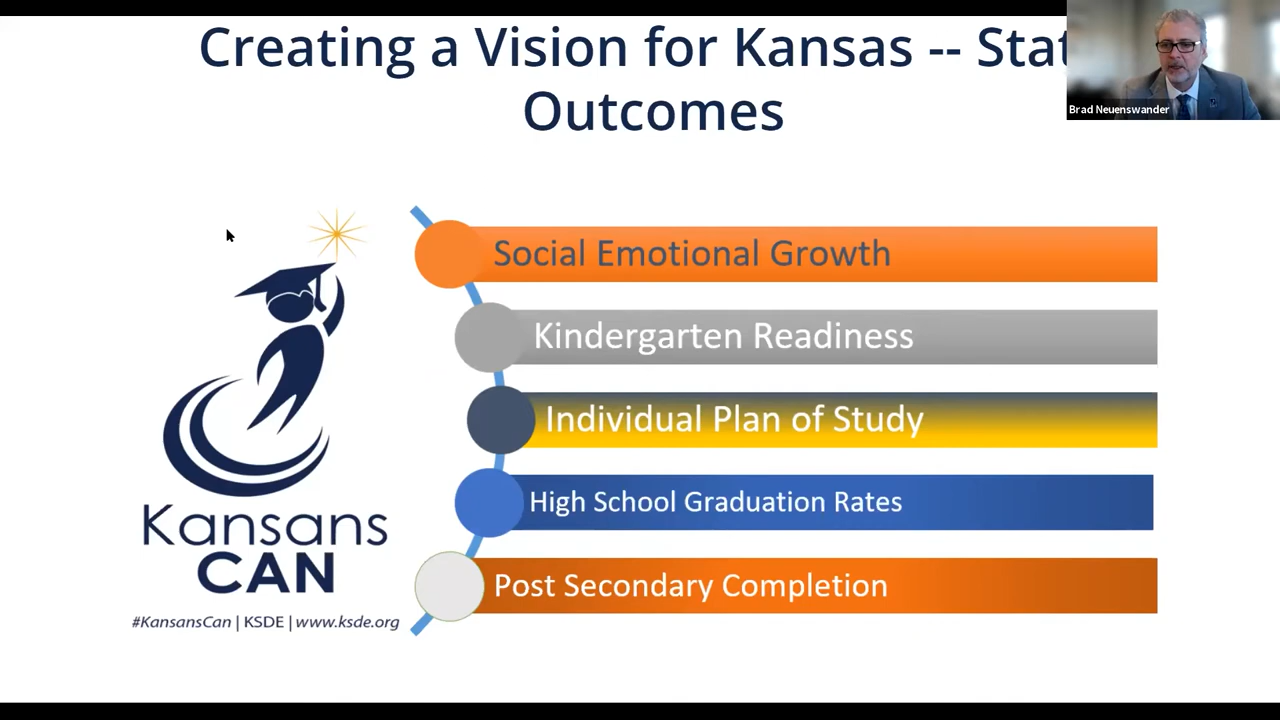 Creating a Vision for Kansas -- Stat
Outcomes
Brad Neuenswander
Social Emotional Growth
Kindergarten Readiness
Individual Plan of Study
High School Graduation Rates
Post Secondary Completion
Kansans
CAN
#KansansCan | KSDE | www.ksde.org